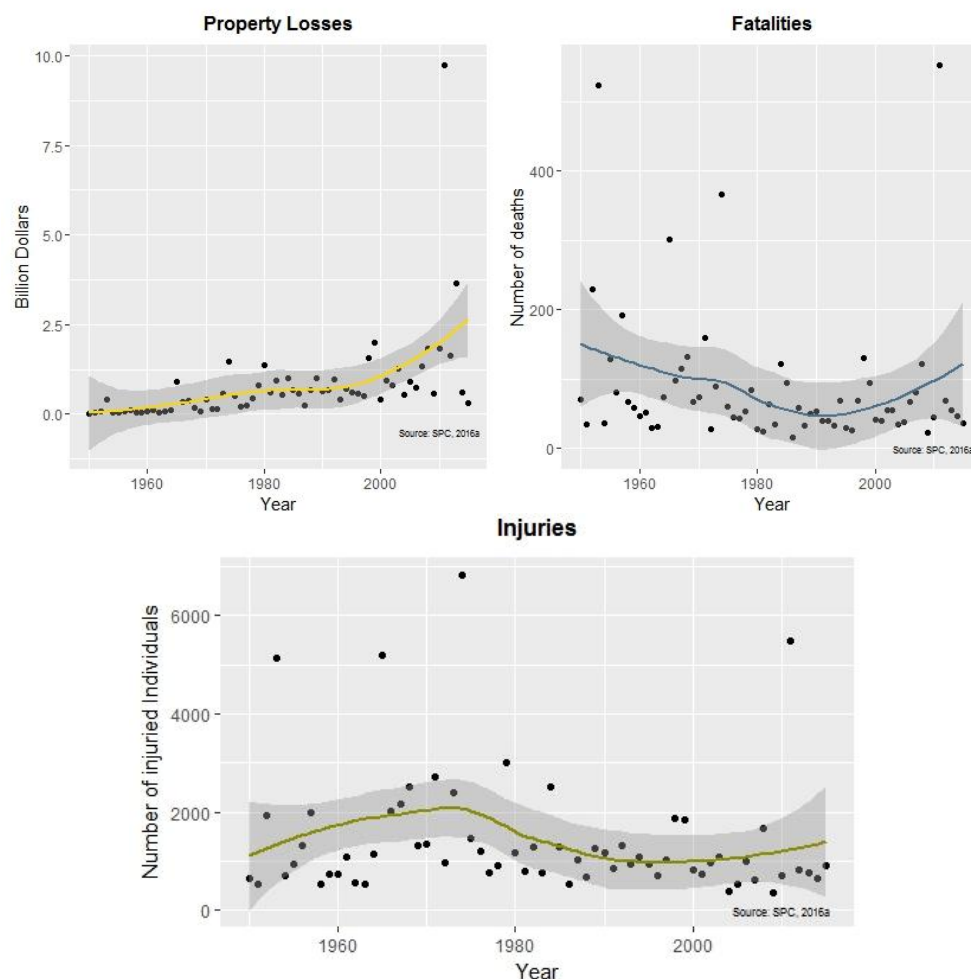 Property Losses
10.0
7.5
5.0
2.5
0.0
Billion Dollars
Source: SPC, 2016a
1960
1980
2000
Year
Fatalities
400
200
0
Number of deaths
Source: SPC, 2016a
1960
1980
2000
Year
Injuries
6000
4000
2000
0
Number of injuried Individuals
Source: SPC, 2016a
1960
1980
2000
Year